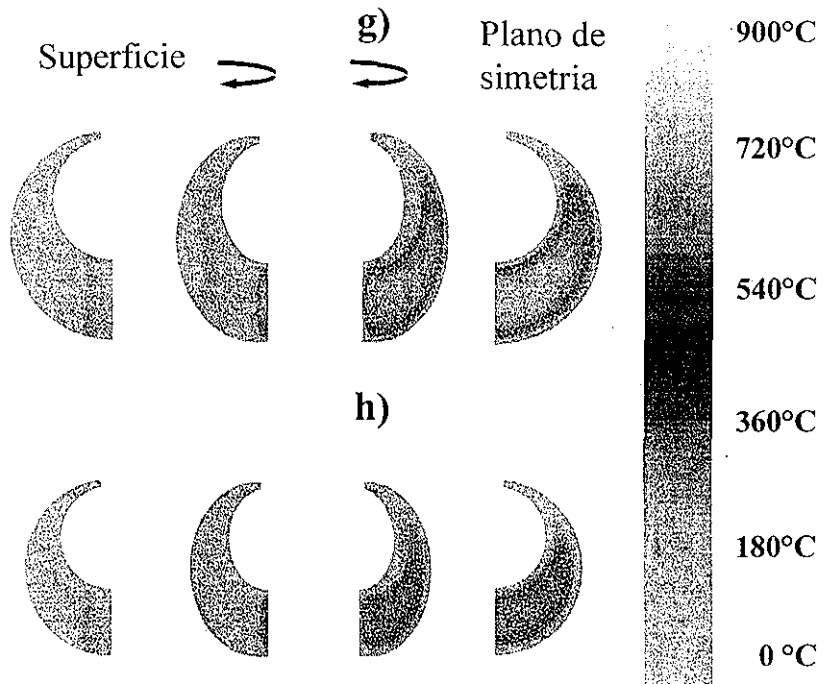 g)
Superficie
Plano de
simetria
900°C
720°C
540°C
h)
360°C
180°C
0 °C